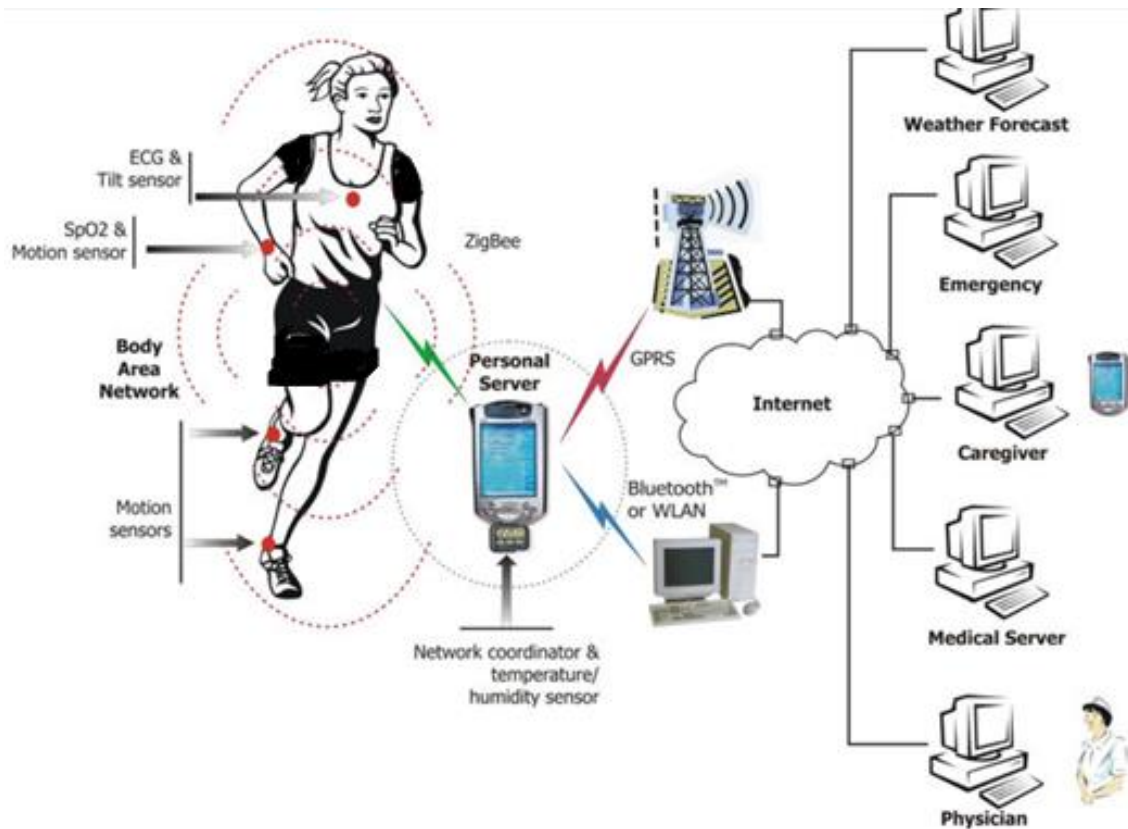 ECG &
Tilt sensor
SpO2 &
Motion sensor
Body
Area
Network
Motion
sensors
ZigBee
Personal
Server
Network coordinator &
temperature/
humidity sensor
GPRS
Bluetooth™
or WLAN
Internet
Weather Forecast
Emergency
Caregiver
Medical Server
Physician